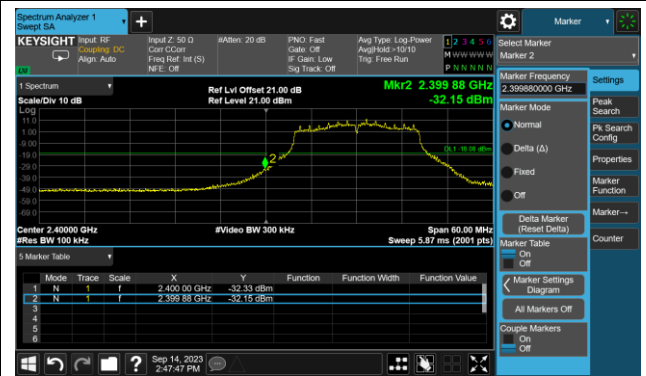 Spectrum Analyzer 1
Swept SA
Marker
KEYSIGHT
Input: RF
Coupling: DC
Align: Auto
Input Z: 50 Ω
Corr CCorr
Freq Ref: Int (S)
NFE: Off
#Atten: 20 dB
PNO: Fast
Gate: Off
IF Gain: Low
Sig Track: Off
Avg Type: Log-Power
Avg|Hold:>10/10
Trig: Free Run
1 2 3 4 5 6
M W W W W W
P N N N N N
Select Marker
Marker 2
1 Spectrum
Scale/Div 10 dB
Log
Ref Lvl Offset 21.00 dB
Ref Level 21.00 dBm
Mkr2 2.399 88 GHz
-32.15 dBm
11.0
1.00
-9.00
-19.0
-29.0
-39.0
-49.0
-59.0
-69.0
2
Center 2.40000 GHz
#Res BW 100 kHz
#Video BW 300 kHz
Span 60.00 MHz
Sweep 5.87 ms (2001 pts)
Marker Frequency
2.399880000 GHz
Marker Mode
Normal
Delta (Δ)
Fixed
Off
Delta Marker
(Reset Delta)
Marker Table
On
Off
Marker Settings
Diagram
All Markers Off
Couple Markers
On
Off
Settings
Peak
Search
Pk Search
Config
Properties
Marker
Function
Marker→
Counter
5 Marker Table
Mode Trace Scale X Y Function Function Width Function Value
1 N 1 f 2.400 00 GHz -32.33 dBm
2 N 1 f 2.399 88 GHz -32.15 dBm
3
4
5
6
Sep 14, 2023
2:47:47 PM